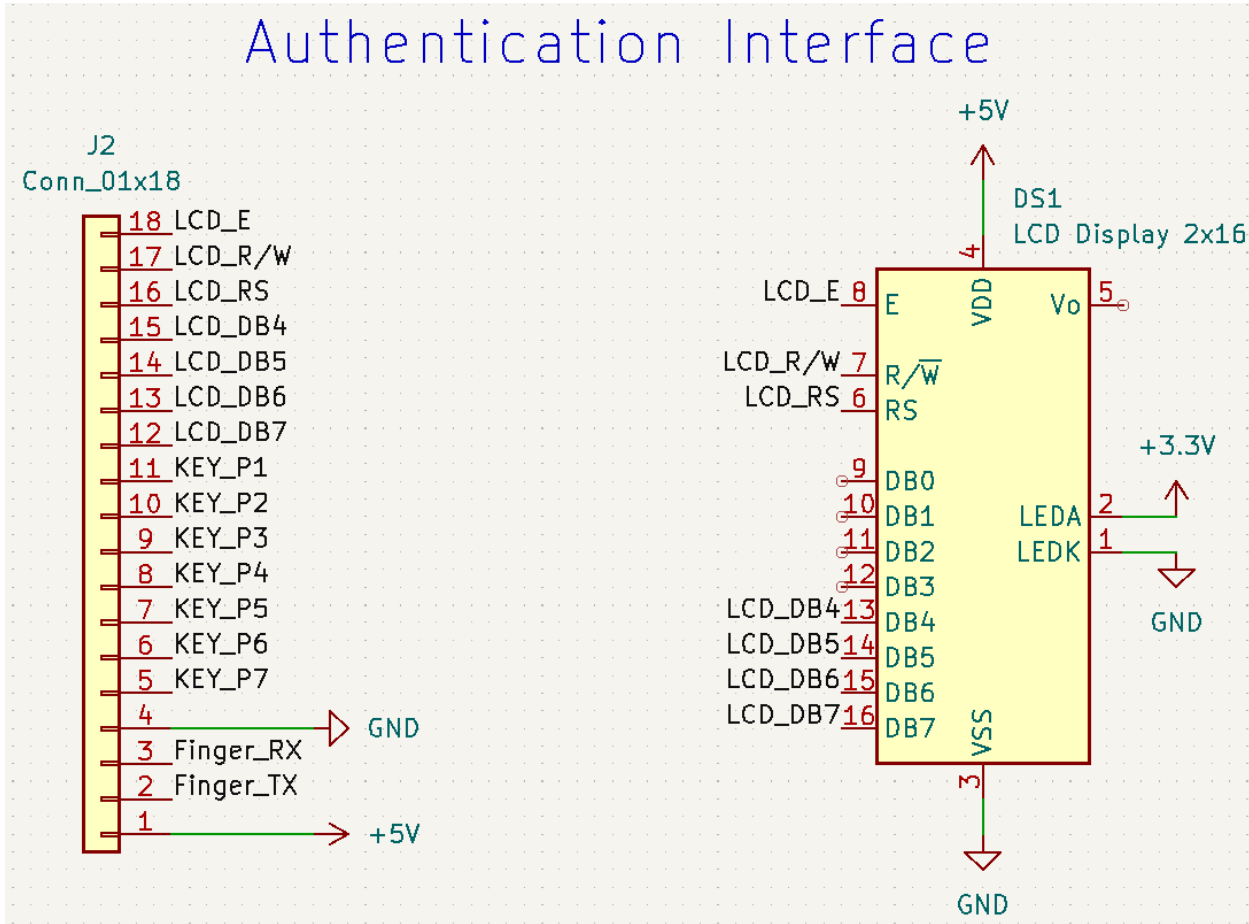 Authentication Interface
J2
Conn_01x18
18 LCD_E
17 LCD_R/W
16 LCD_RS
15 LCD_DB4
14 LCD_DB5
13 LCD_DB6
12 LCD_DB7
11 KEY_P1
10 KEY_P2
9 KEY_P3
8 KEY_P4
7 KEY_P5
6 KEY_P6
5 KEY_P7
4 GND
3 Finger_RX
2 Finger_TX
1 +5V
+5V
DS1
LCD Display 2x16
4
VDD
LCD_E 8 E
Vo 5
LCD_R/W 7 R/W̅
LCD_RS 6 RS
+3.3V
9 DB0
10 DB1
LEDA 2
11 DB2
LEDK 1
12 DB3
GND
LCD_DB4 13 DB4
LCD_DB5 14 DB5
LCD_DB6 15 DB6
LCD_DB7 16 DB7
VSS
3
GND